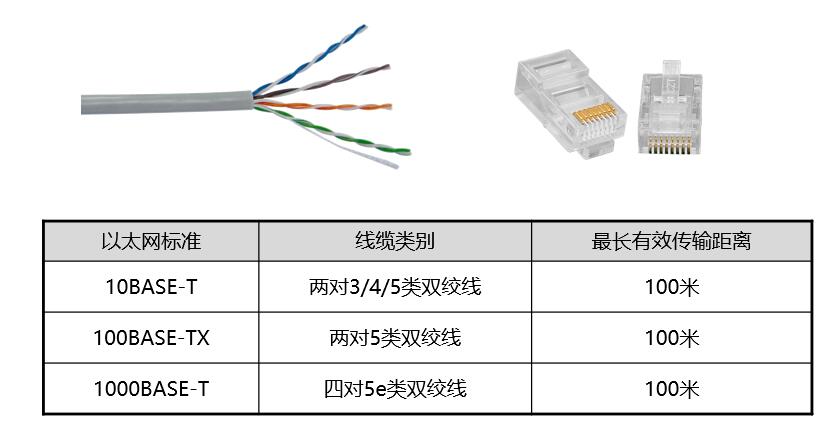 以太网标准 线缆类别 最长有效传输距离
10BASE-T 两对3/4/5类双绞线 100米
100BASE-TX 两对5类双绞线 100米
1000BASE-T 四对5e类双绞线 100米